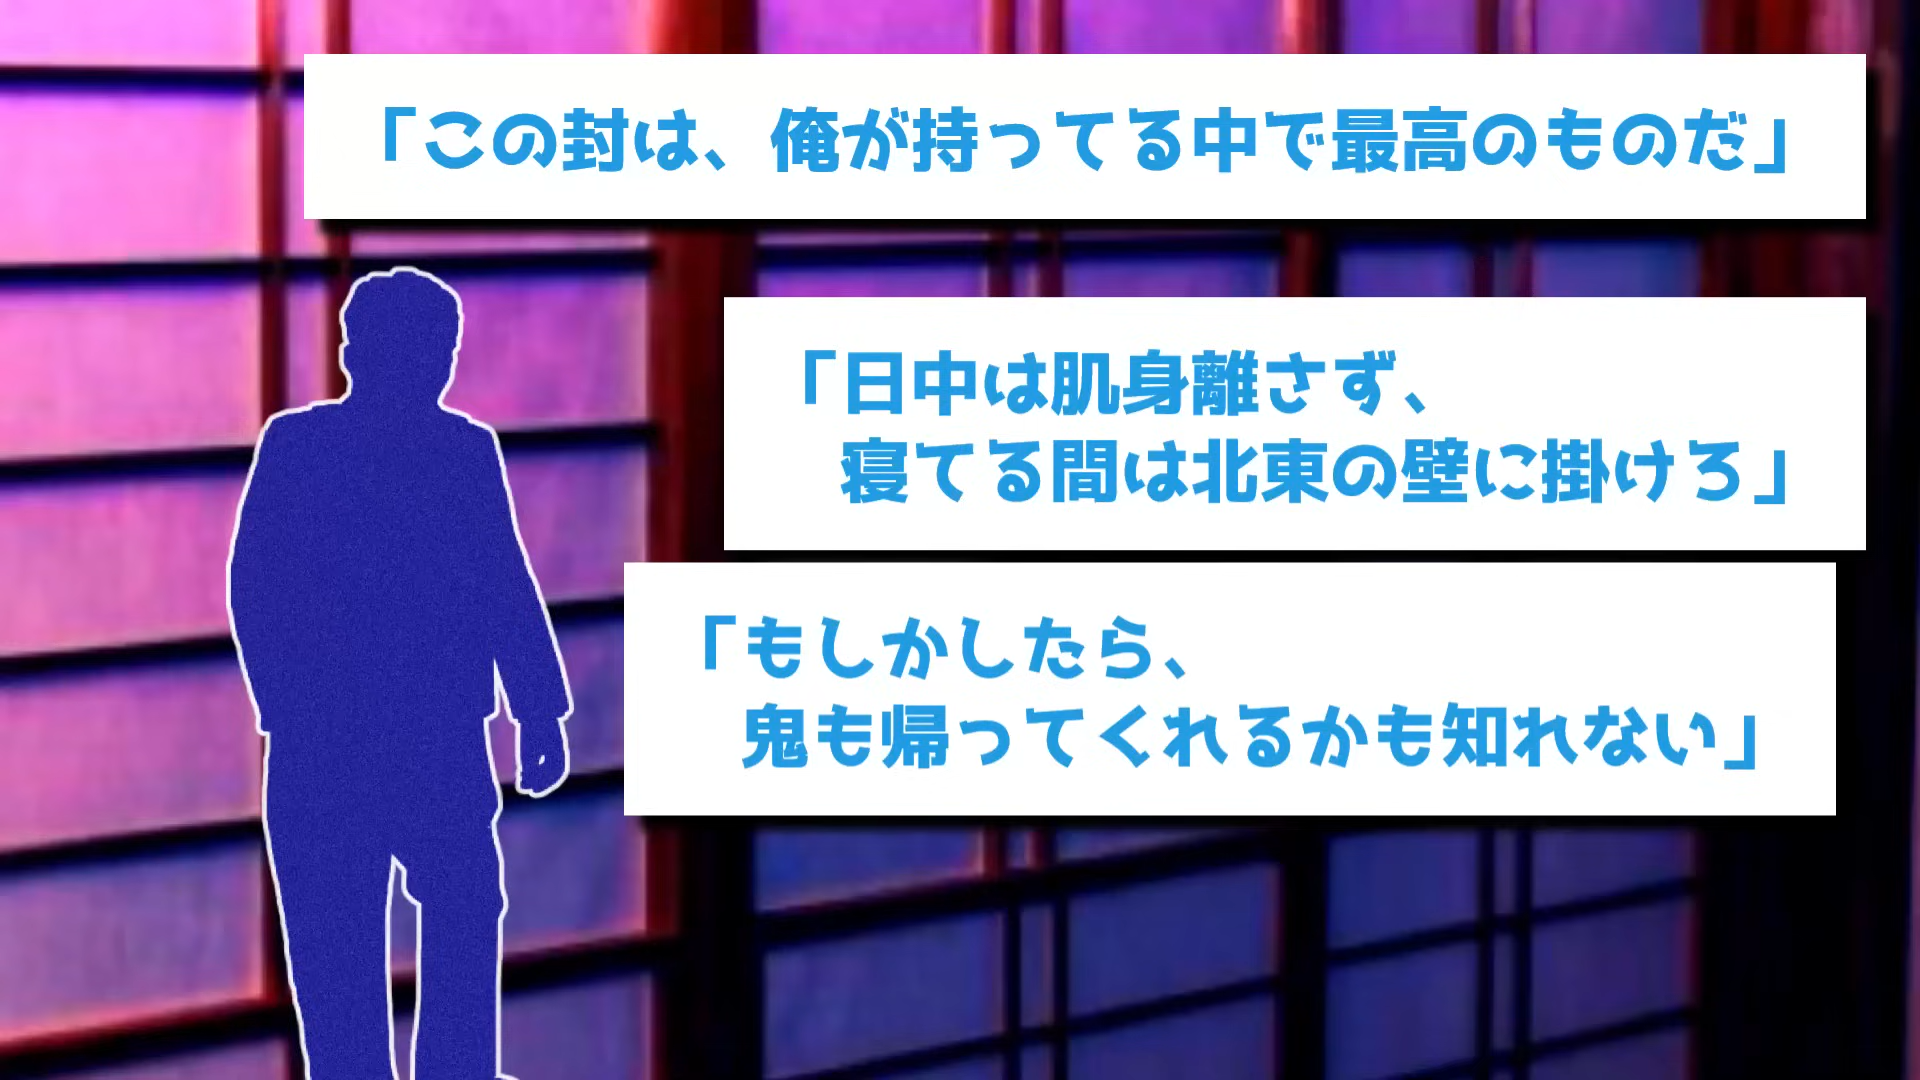 「この封は、俺が持ってる中で最高のものだ」
「日中は肌身離さず、
寝てる間は北東の壁に掛けろ」
「もしかしたら、
鬼も帰ってくれるかも知れない」